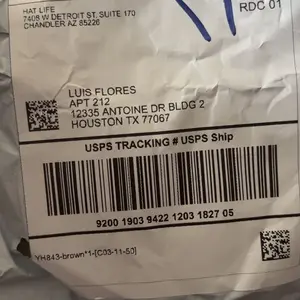 HAT LIFE
7408 W DETROIT ST, SUITE 170
CHANDLER AZ 85226
RDC 01
LUIS FLORES
APT 212
12335 ANTOINE DR BLDG 2
HOUSTON TX 77067
USPS TRACKING # USPS Ship
9200 1903 9422 1203 1827 05
YH843-brown*1-[C03-11-50]